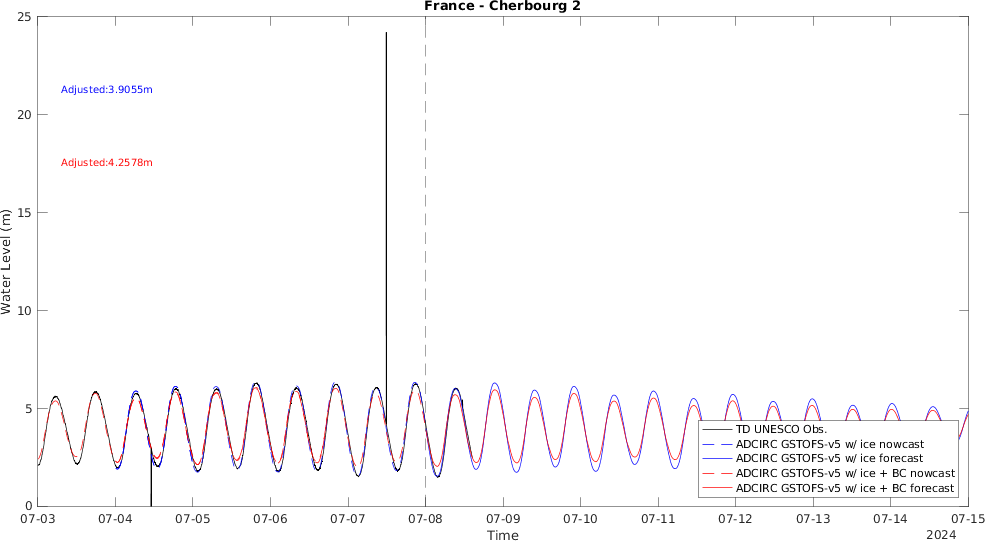 France - Cherbourg 2
25
20
15
10
5
0
Water Level (m)
Adjusted:3.9055m
Adjusted:4.2578m
TD UNESCO Obs.
ADCIRC GSTOFS-v5 w/ ice nowcast
ADCIRC GSTOFS-v5 w/ ice forecast
ADCIRC GSTOFS-v5 w/ ice + BC nowcast
ADCIRC GSTOFS-v5 w/ ice + BC forecast
07-03 07-04 07-05 07-06 07-07 07-08 07-09 07-10 07-11 07-12 07-13 07-14 07-15
Time
2024